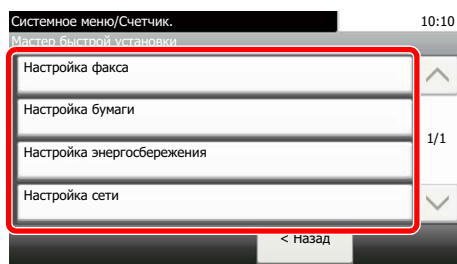 Системное меню/Счетчик.
10:10
Мастер быстрой установки
Настройка факса
Настройка бумаги
1/1
Настройка энергосбережения
Настройка сети
< Назад